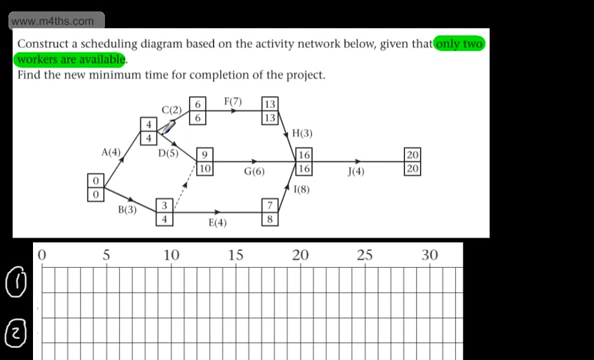 www.m4ths.com
Construct a scheduling diagram based on the activity network below, given that only two
workers are available.
Find the new minimum time for completion of the project.
C(2)
6
6
F(7)
13
13
4
4
H(3)
A(4)
D(5)
9
10
G(6)
16
16
J(4)
20
20
0
0
I(8)
B(3)
3
4
E(4)
7
8
0 5 10 15 20 25 30
1
2